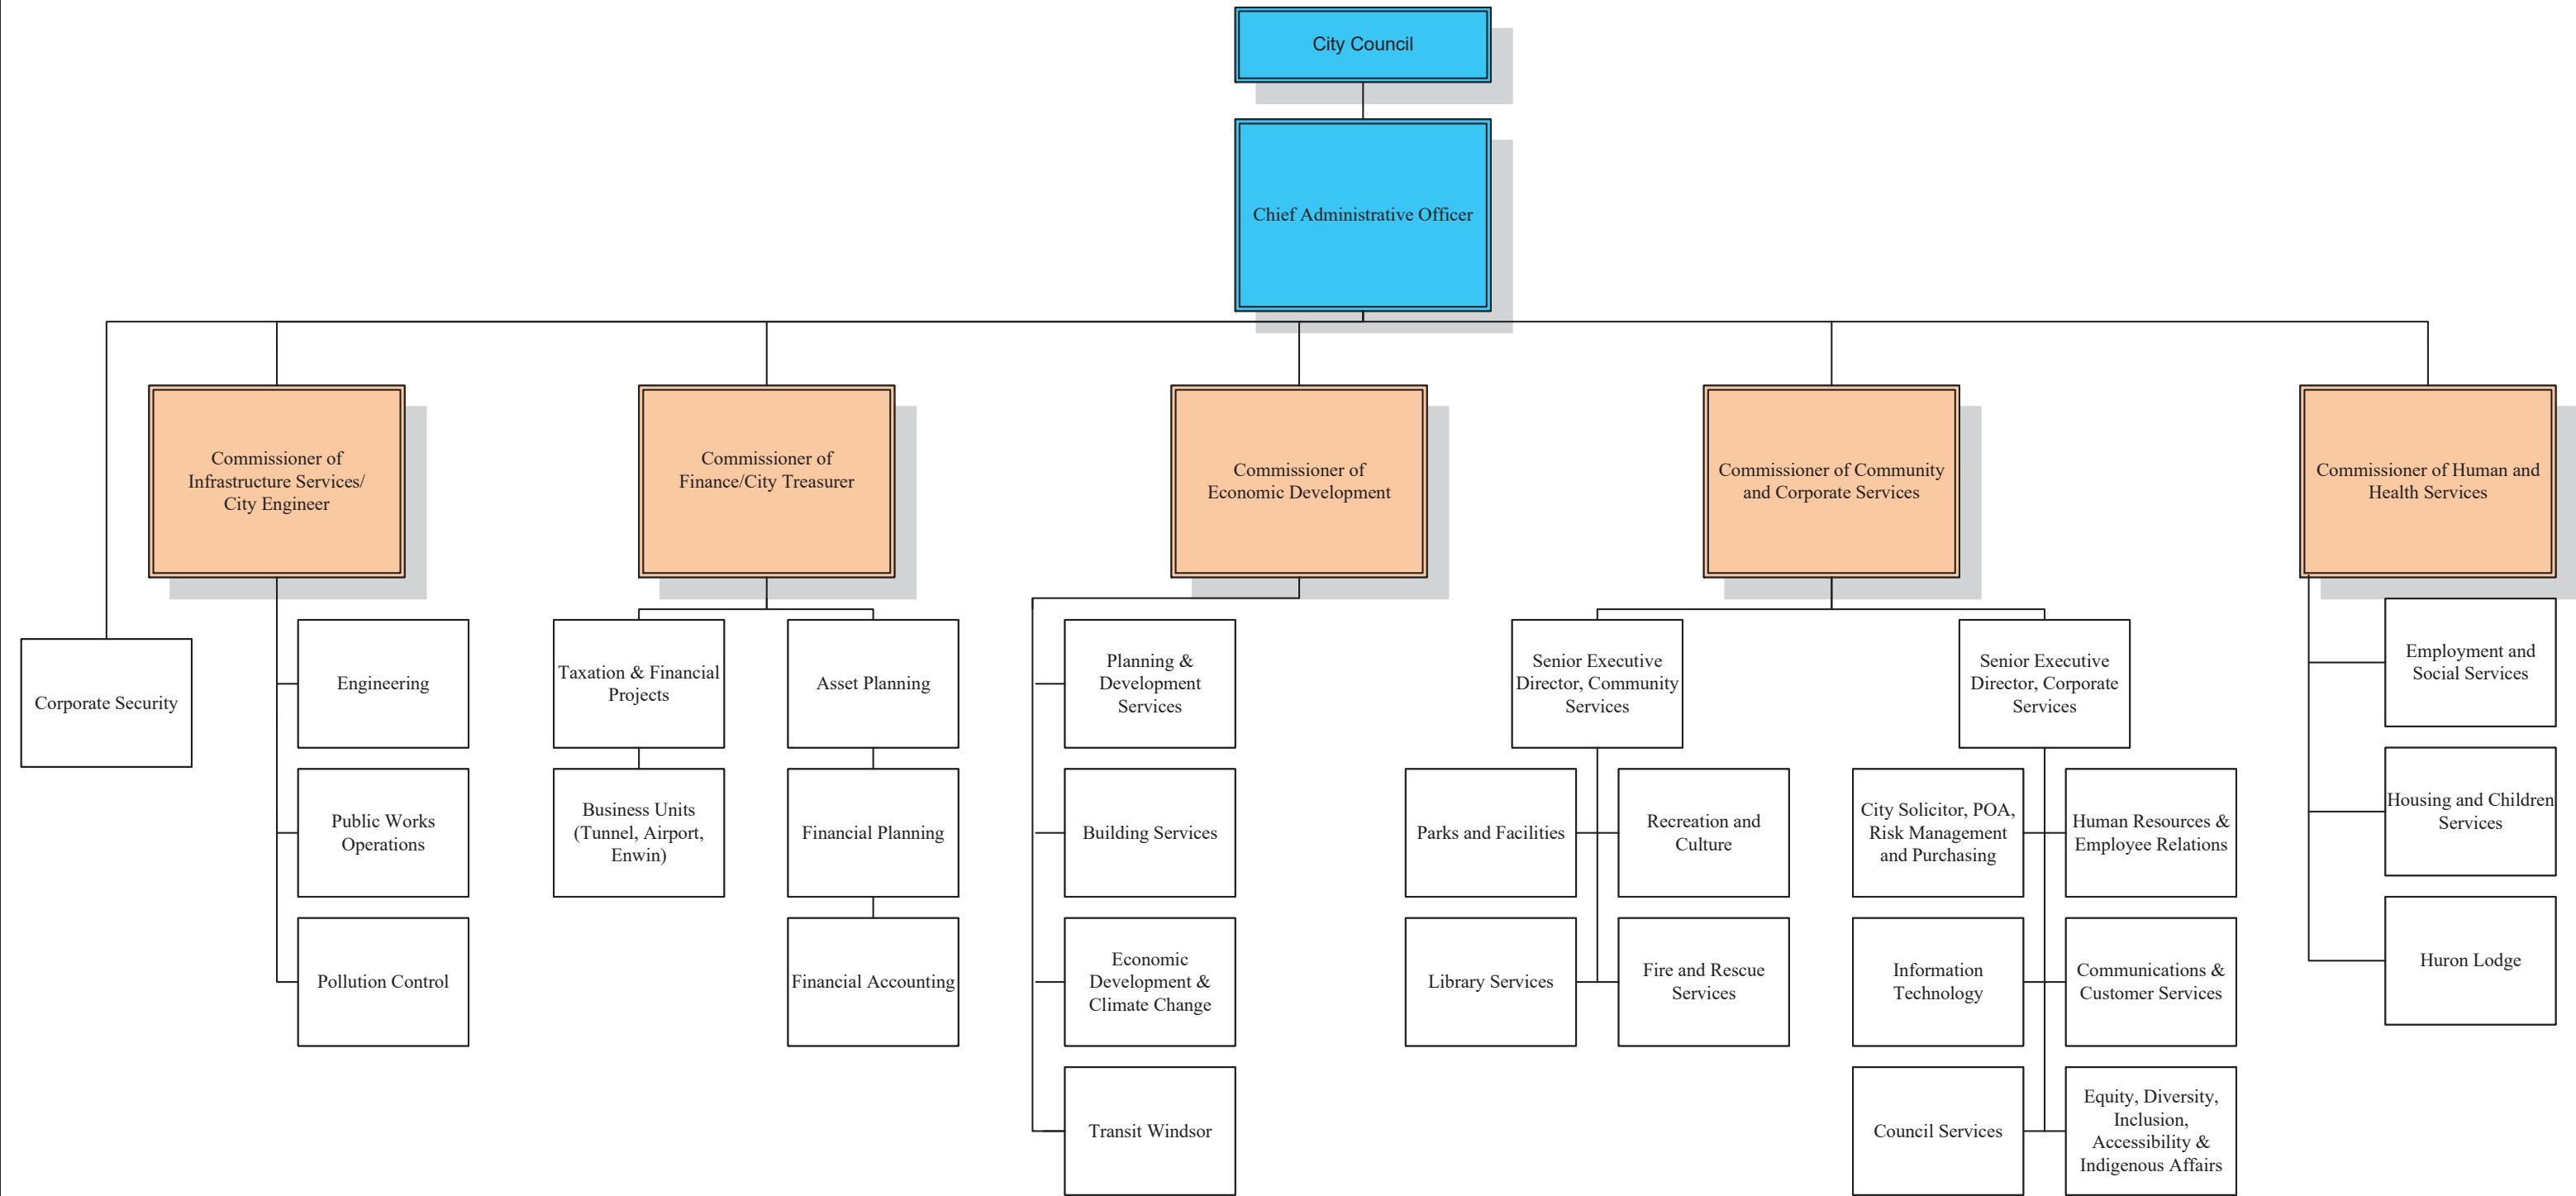 City Council
Chief Administrative Officer
Commissioner of
Infrastructure Services/
City Engineer
Commissioner of
Finance/City Treasurer
Commissioner of
Economic Development
Commissioner of Community
and Corporate Services
Commissioner of Human and
Health Services
Corporate Security
Engineering
Public Works
Operations
Pollution Control
Taxation & Financial
Projects
Business Units
(Tunnel, Airport,
Enwin)
Asset Planning
Financial Planning
Financial Accounting
Planning &
Development
Services
Building Services
Economic
Development &
Climate Change
Transit Windsor
Senior Executive
Director, Community
Services
Parks and Facilities
Recreation and
Culture
Library Services
Fire and Rescue
Services
Senior Executive
Director, Corporate
Services
City Solicitor, POA,
Risk Management
and Purchasing
Human Resources &
Employee Relations
Information
Technology
Communications &
Customer Services
Council Services
Equity, Diversity,
Inclusion,
Accessibility &
Indigenous Affairs
Employment and
Social Services
Housing and Children
Services
Huron Lodge